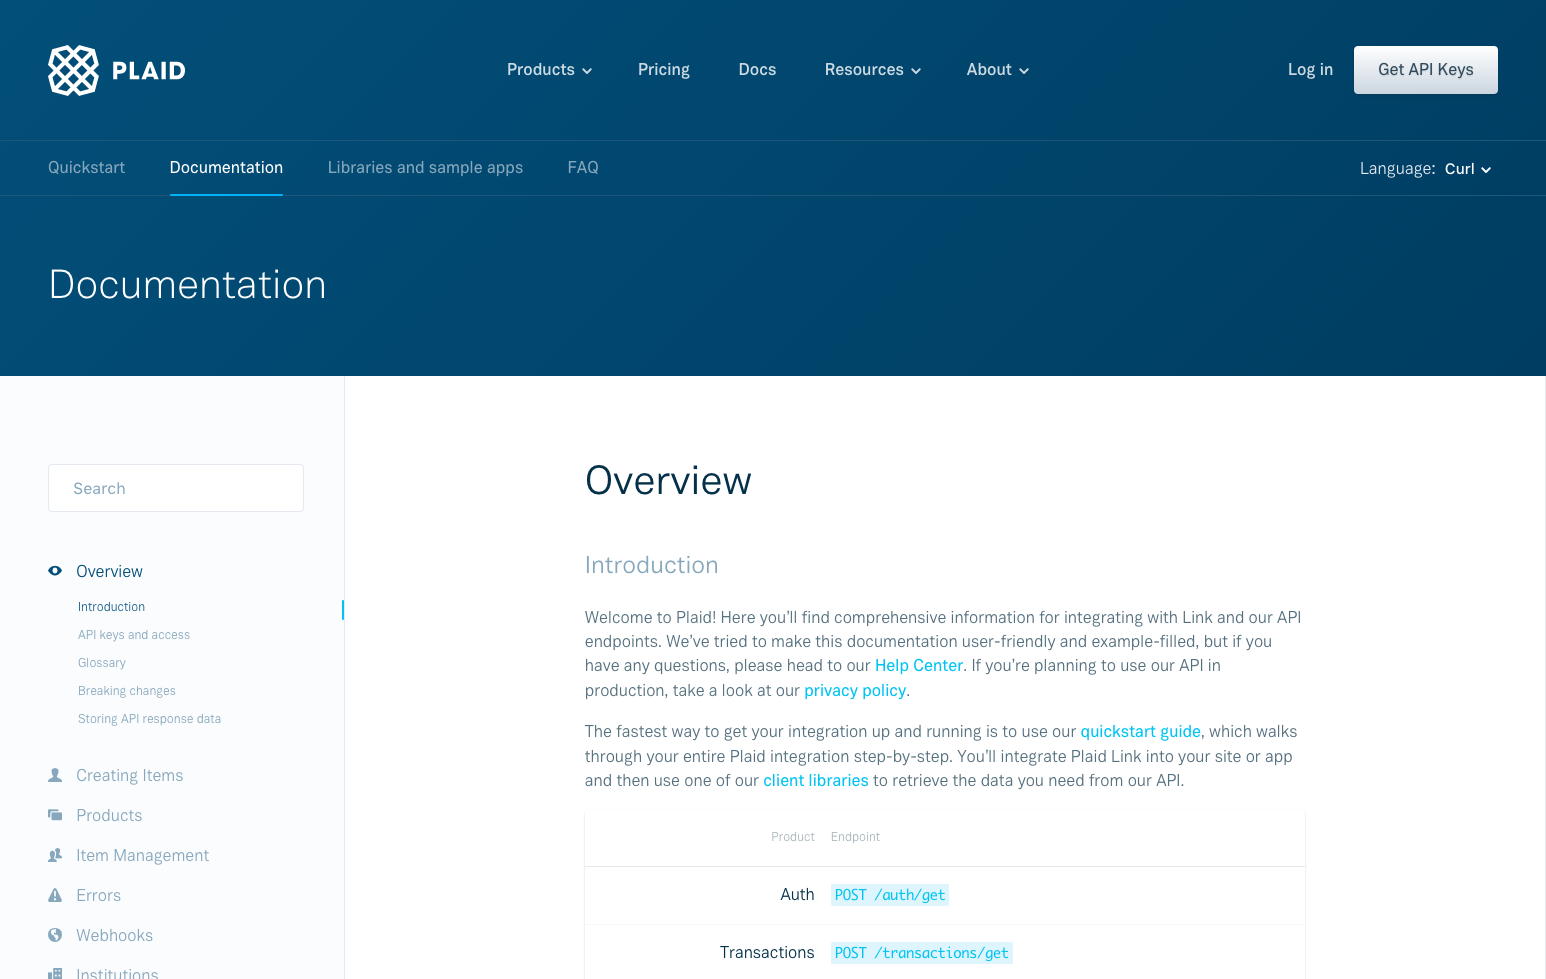 PLAID
Products
Pricing
Docs
Resources
About
Log in
Get API Keys
Quickstart
Documentation
Libraries and sample apps
FAQ
Language: Curl
Documentation
Search
Overview
Introduction
API keys and access
Glossary
Breaking changes
Storing API response data
Creating Items
Products
Item Management
Errors
Webhooks
Institutions
Overview
Introduction
Welcome to Plaid! Here you'll find comprehensive information for integrating with Link and our API
endpoints. We've tried to make this documentation user-friendly and example-filled, but if you
have any questions, please head to our Help Center. If you're planning to use our API in
production, take a look at our privacy policy.
The fastest way to get your integration up and running is to use our quickstart guide, which walks
through your entire Plaid integration step-by-step. You'll integrate Plaid Link into your site or app
and then use one of our client libraries to retrieve the data you need from our API.
Product Endpoint
Auth POST /auth/get
Transactions POST /transactions/get